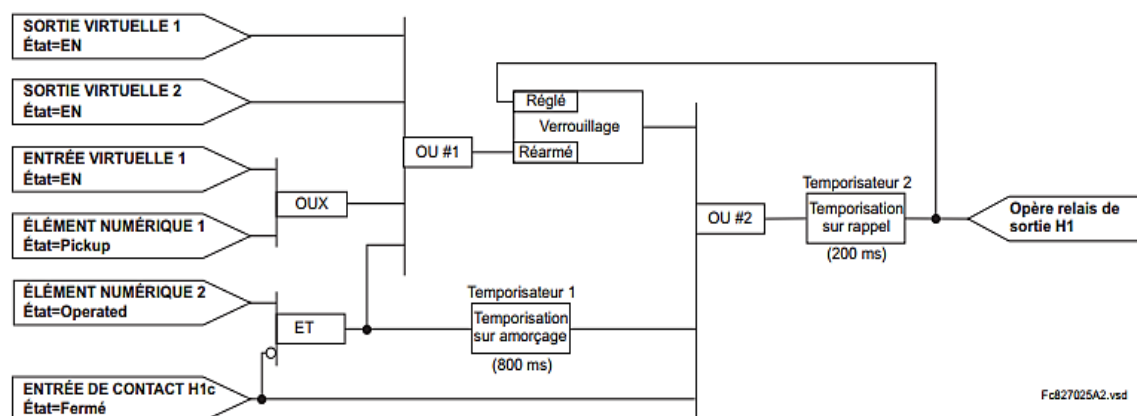 SORTIE VIRTUELLE 1
État=EN
SORTIE VIRTUELLE 2
État=EN
ENTRÉE VIRTUELLE 1
État=EN
ÉLÉMENT NUMÉRIQUE 1
État=Pickup
ÉLÉMENT NUMÉRIQUE 2
État=Operated
ENTRÉE DE CONTACT H1c
État=Fermé
OUX
ET
OU #1
Réglé
Verrouillage
Réarmé
Temporisateur 1
Temporisation
sur amorçage
(800 ms)
OU #2
Temporisateur 2
Temporisation
sur rappel
(200 ms)
Opère relais de
sortie H1
Fc827025A2.vsd